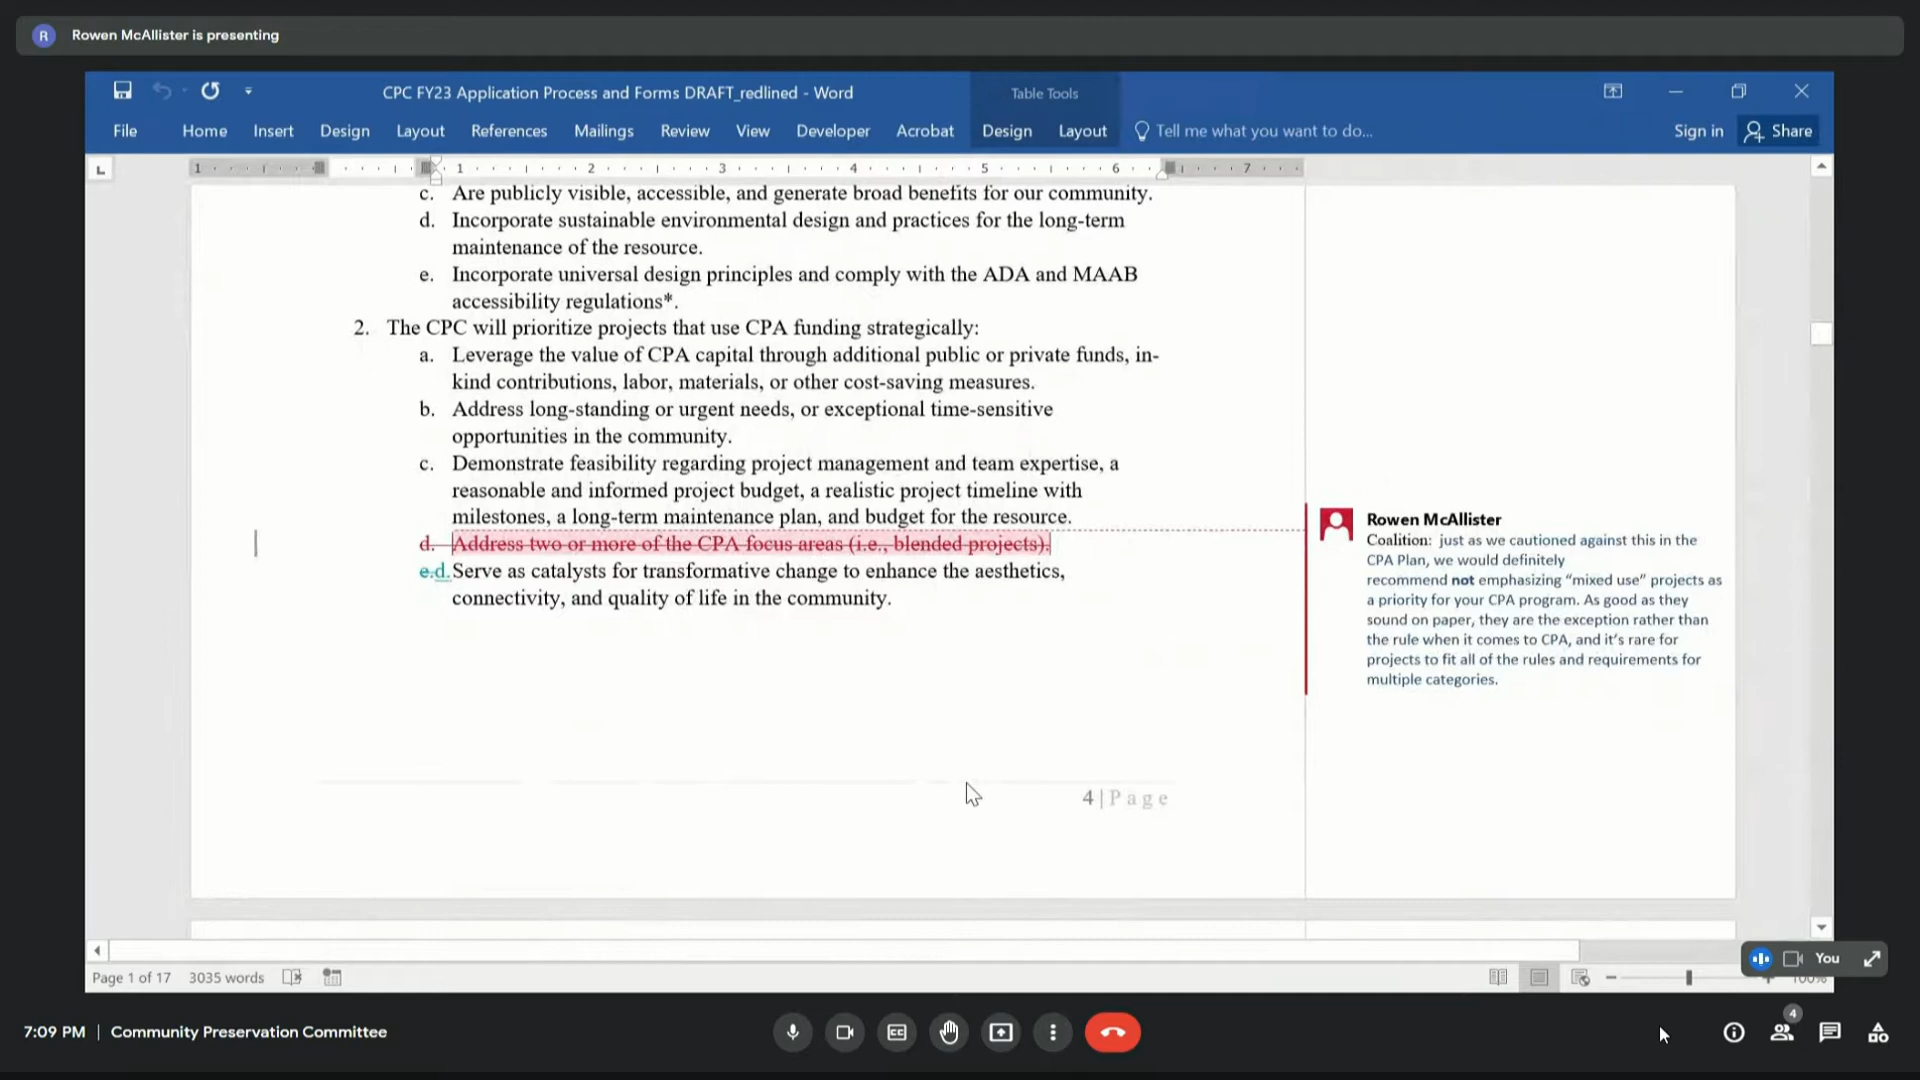 R Rowen McAllister is presenting
CPC FY23 Application Process and Forms DRAFT_redlined - Word
Table Tools
File Home Insert Design Layout References Mailings Review View Developer Acrobat Design Layout Tell me what you want to do... Sign in Share
L 1 1 2 3 4 5 6 7
c. Are publicly visible, accessible, and generate broad benefits for our community.
d. Incorporate sustainable environmental design and practices for the long-term
maintenance of the resource.
e. Incorporate universal design principles and comply with the ADA and MAAB
accessibility regulations*.
2. The CPC will prioritize projects that use CPA funding strategically:
a. Leverage the value of CPA capital through additional public or private funds, in-
kind contributions, labor, materials, or other cost-saving measures.
b. Address long-standing or urgent needs, or exceptional time-sensitive
opportunities in the community.
c. Demonstrate feasibility regarding project management and team expertise, a
reasonable and informed project budget, a realistic project timeline with
milestones, a long-term maintenance plan, and budget for the resource.
d. Address two or more of the CPA focus areas (i.e., blended projects).
e.d. Serve as catalysts for transformative change to enhance the aesthetics,
connectivity, and quality of life in the community.
4 | Page
Rowen McAllister
Coalition: just as we cautioned against this in the
CPA Plan, we would definitely
recommend not emphasizing “mixed use” projects as
a priority for your CPA program. As good as they
sound on paper, they are the exception rather than
the rule when it comes to CPA, and it’s rare for
projects to fit all of the rules and requirements for
multiple categories.
You
Page 1 of 17 3035 words 100%
7:09 PM | Community Preservation Committee
CC
4